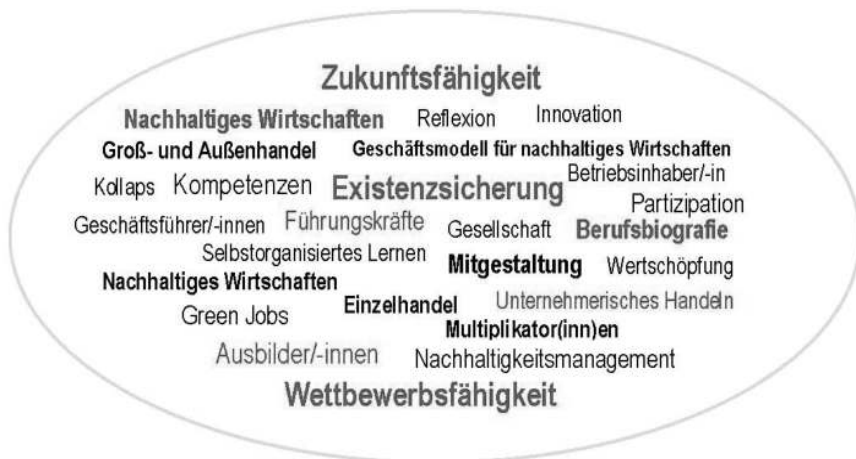 Zukunftsfähigkeit
Nachhaltiges Wirtschaften Reflexion Innovation
Groß- und Außenhandel Geschäftsmodell für nachhaltiges Wirtschaften
Kollaps Kompetenzen Existenzsicherung Betriebsinhaber/-in
Partizipation
Geschäftsführer/-innen Führungskräfte Gesellschaft Berufsbiografie
Selbstorganisiertes Lernen Mitgestaltung Wertschöpfung
Nachhaltiges Wirtschaften
Green Jobs Einzelhandel Unternehmerisches Handeln
Multiplikator(inn)en
Ausbilder/-innen Nachhaltigkeitsmanagement
Wettbewerbsfähigkeit